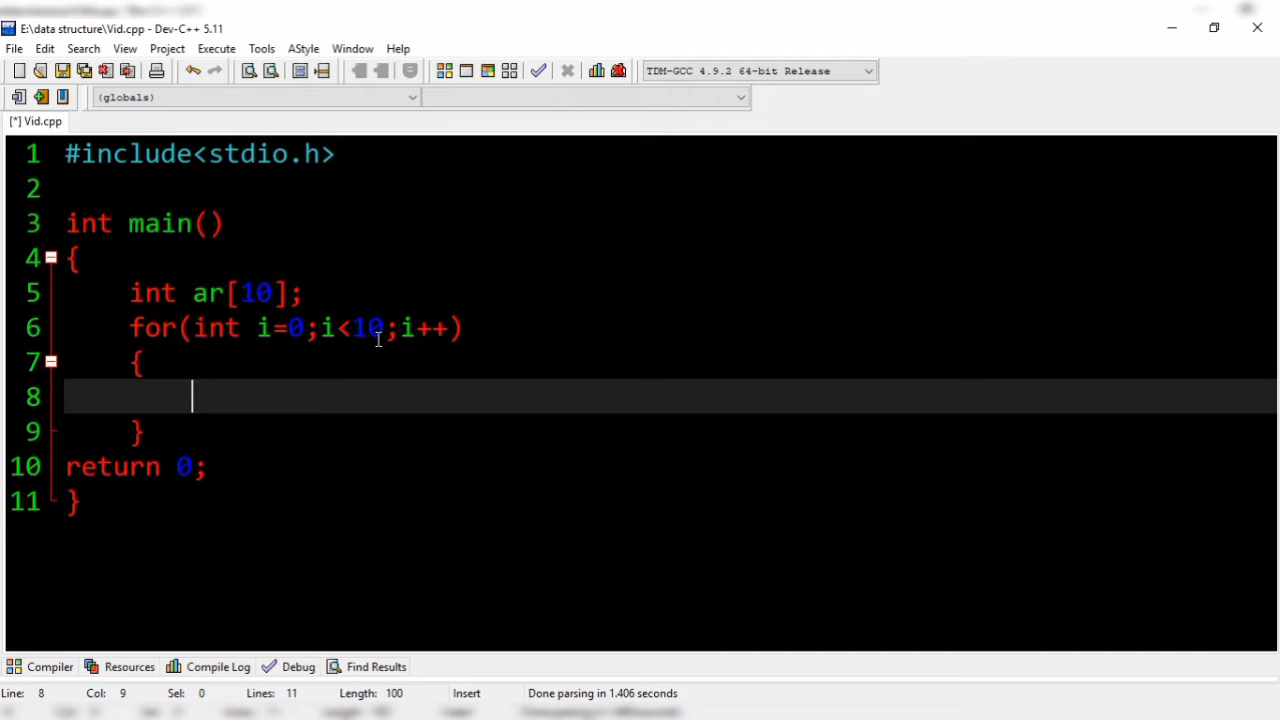 E:\data structure\Vid.cpp - Dev-C++ 5.11
File Edit Search View Project Execute Tools AStyle Window Help
TDM-GCC 4.9.2 64-bit Release
(globals)
[*] Vid.cpp
1 #include<stdio.h>
2
3 int main()
4 {
5 int ar[10];
6 for(int i=0;i<10;i++)
7 {
8
9 }
10 return 0;
11 }
Compiler Resources Compile Log Debug Find Results
Line: 8 Col: 9 Sel: 0 Lines: 11 Length: 100 Insert Done parsing in 1.406 seconds